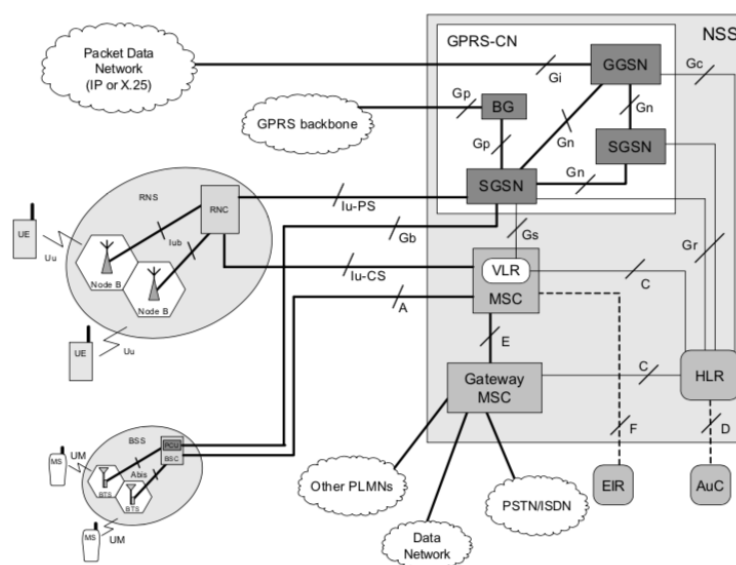 NSS
GPRS-CN
Packet Data
Network
(IP or X.25)
Gi
GGSN
Gc
Gp
BG
Gn
Gn
GPRS backbone
Gp
SGSN
SGSN
Gn
RNS
RNC
Iu-PS
Gb
Gs
Gr
UE
Uu
Iub
Node B
Node B
Iu-CS
VLR
MSC
C
A
UE
Uu
E
Gateway
MSC
C
HLR
BSS
PCU
BSC
F
D
MS
UM
Abis
BTS
BTS
MS
UM
Other PLMNs
PSTN/ISDN
EIR
AuC
Data
Network